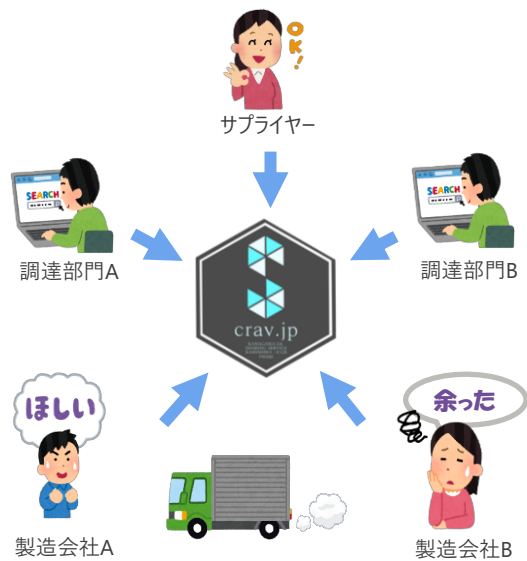 OK!
サプライヤー
SEARCH
SEARCH
調達部門A
調達部門B
crav.jp
ほしい
余った
製造会社A
製造会社B